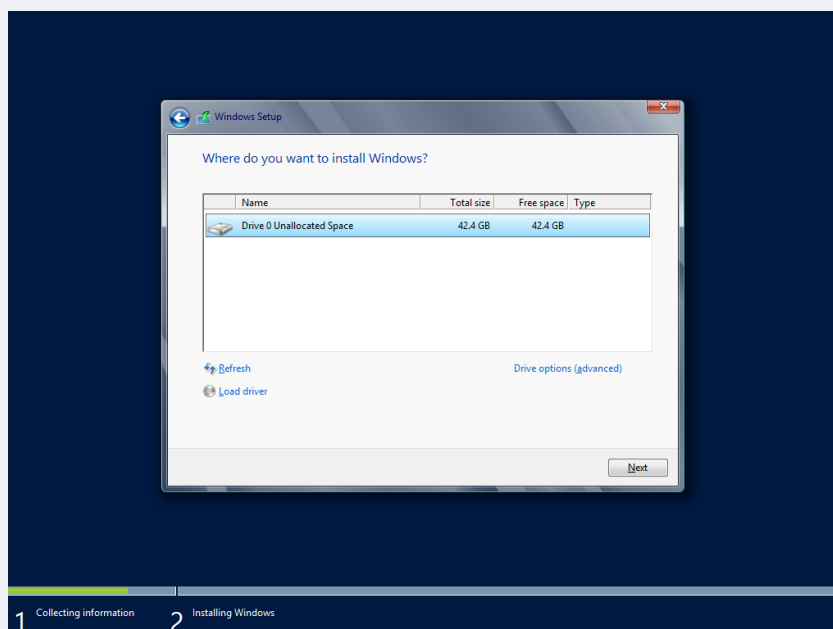 Windows Setup
Where do you want to install Windows?
Name Total size Free space Type
Drive 0 Unallocated Space 42.4 GB 42.4 GB
Refresh Drive options (advanced)
Load driver
Next
1 Collecting information 2 Installing Windows